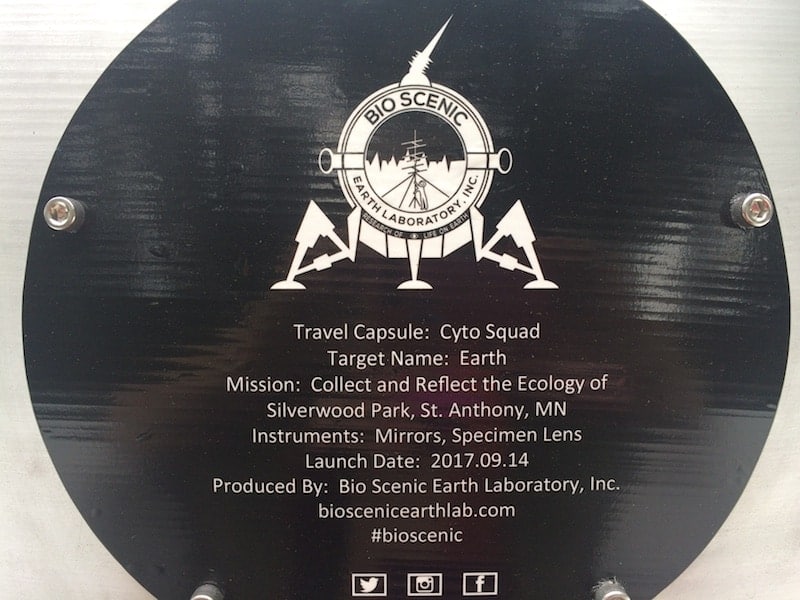 BIO SCENIC
EARTH LABORATORY, INC.
RESEARCH OF LIFE ON EARTH
Travel Capsule: Cyto Squad
Target Name: Earth
Mission: Collect and Reflect the Ecology of
Silverwood Park, St. Anthony, MN
Instruments: Mirrors, Specimen Lens
Launch Date: 2017.09.14
Produced By: Bio Scenic Earth Laboratory, Inc.
bioscenicearthlab.com
#bioscenic